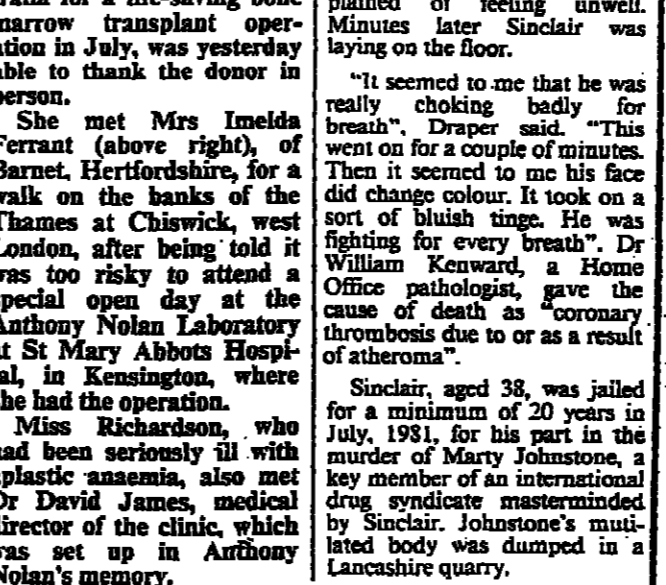 marrow transplant oper-
ation in July, was yesterday
able to thank the donor in
person.
She met Mrs Imelda
Ferrant (above right), of
Barnet, Hertfordshire, for a
walk on the banks of the
Thames at Chiswick, west
London, after being told it
was too risky to attend a
special open day at the
Anthony Nolan Laboratory
at St Mary Abbots Hospi-
tal, in Kensington, where
she had the operation.
Miss Richardson, who
had been seriously ill with
aplastic anaemia, also met
Dr David James, medical
director of the clinic, which
was set up in Anthony
Nolan's memory.
plained of feeling unwell.
Minutes later Sinclair was
laying on the floor.
"It seemed to me that he was
really choking badly for
breath", Draper said. "This
went on for a couple of minutes.
Then it seemed to me his face
did change colour. It took on a
sort of bluish tinge. He was
fighting for every breath". Dr
William Kenward, a Home
Office pathologist, gave the
cause of death as "coronary
thrombosis due to or as a result
of atheroma".
Sinclair, aged 38, was jailed
for a minimum of 20 years in
July, 1981, for his part in the
murder of Marty Johnstone, a
key member of an international
drug syndicate masterminded
by Sinclair. Johnstone's muti-
lated body was dumped in a
Lancashire quarry.